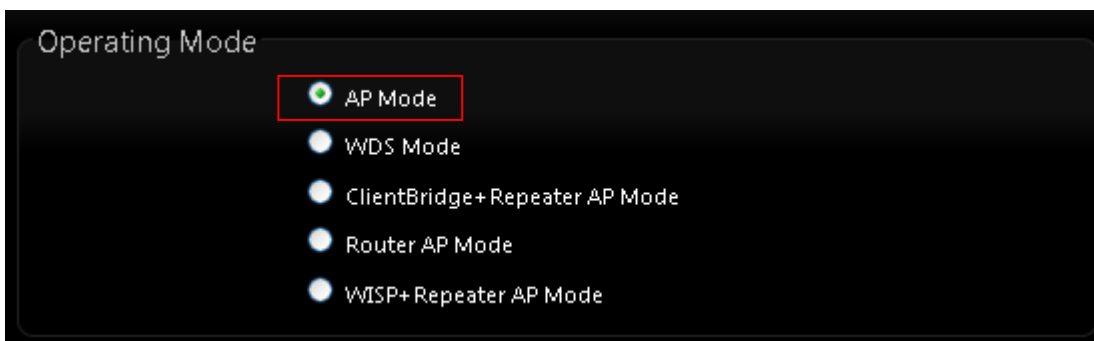 Operating Mode
AP Mode
WDS Mode
ClientBridge+Repeater AP Mode
Router AP Mode
WISP+Repeater AP Mode